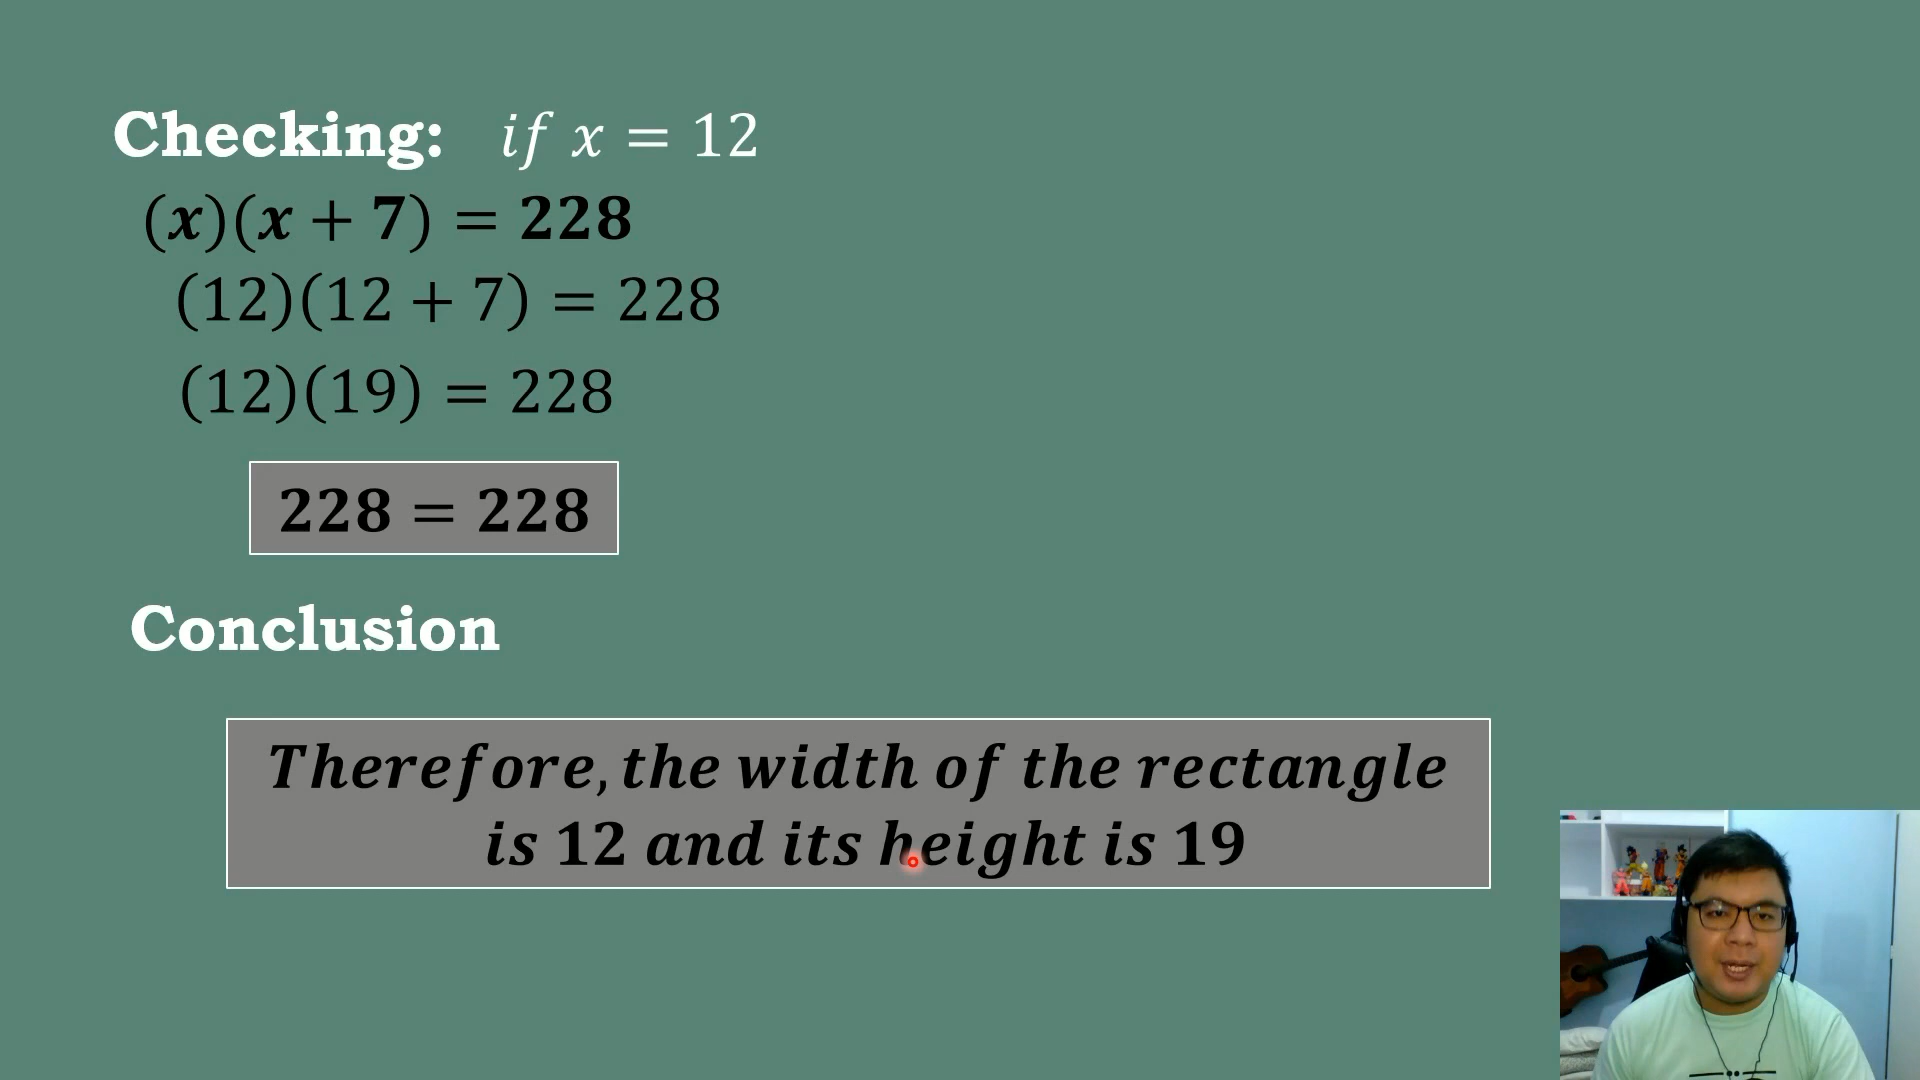 Checking: if x = 12
(x)(x + 7) = 228
(12)(12 + 7) = 228
(12)(19) = 228
228 = 228
Conclusion
Therefore, the width of the rectangle
is 12 and its height is 19